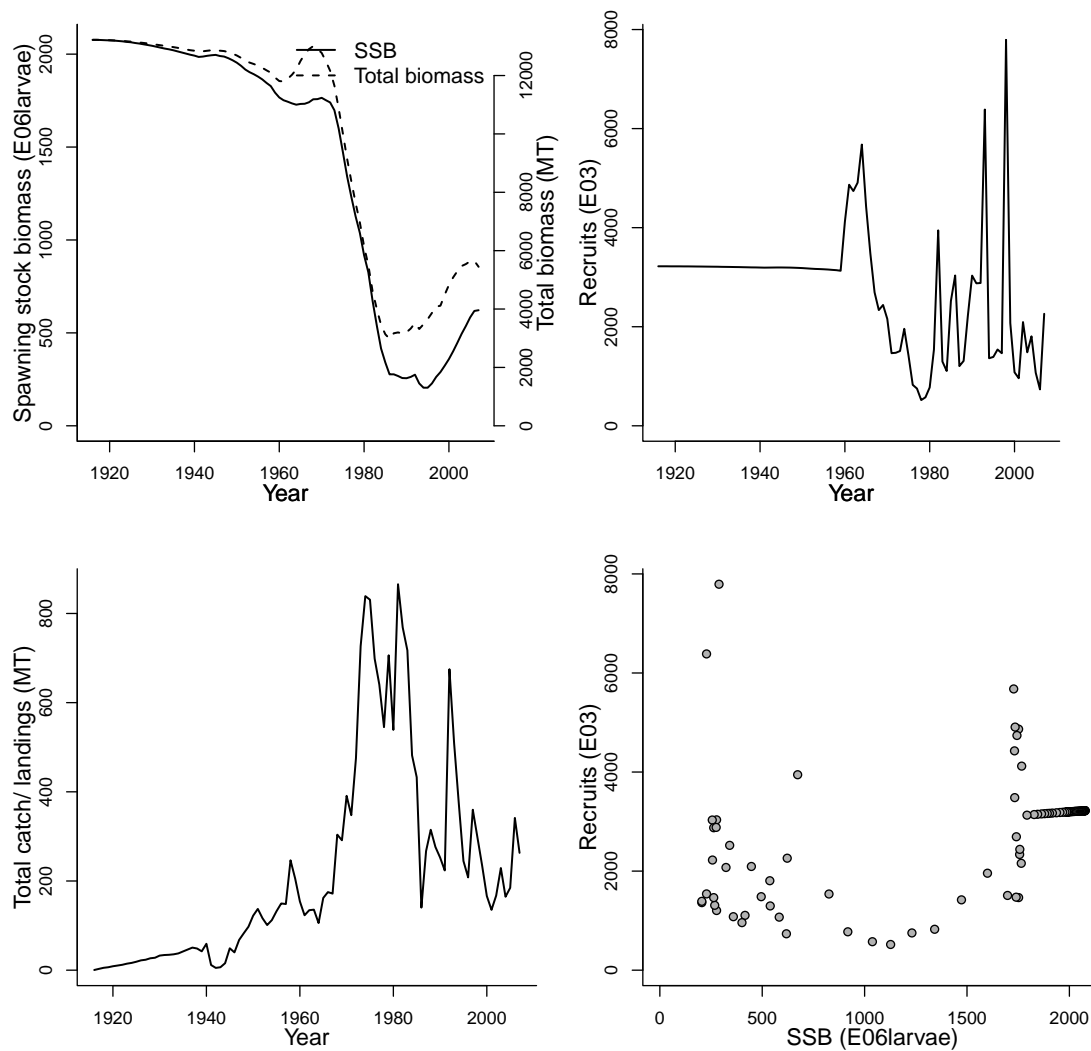 SSB
Total biomass
Spawning stock biomass (E06larvae)
0 500 1000 1500 2000
Total biomass (MT)
0 2000 4000 6000 8000 12000
1920 1940 1960 1980 2000
Year
Recruits (E03)
0 2000 4000 6000 8000
1920 1940 1960 1980 2000
Year
Total catch/ landings (MT)
0 200 400 600 800
1920 1940 1960 1980 2000
Year
Recruits (E03)
0 2000 4000 6000 8000
0 500 1000 1500 2000
SSB (E06larvae)